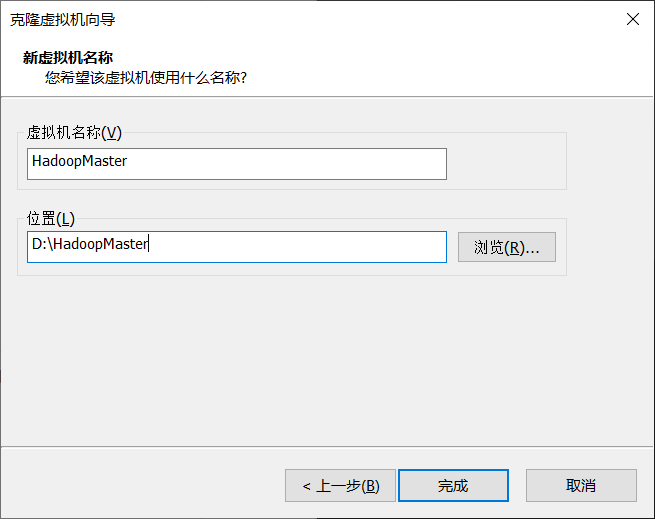 克隆虚拟机向导
新虚拟机名称
您希望该虚拟机使用什么名称?
虚拟机名称(V)
HadoopMaster
位置(L)
D:\HadoopMaster
浏览(R)...
< 上一步(B)
完成
取消